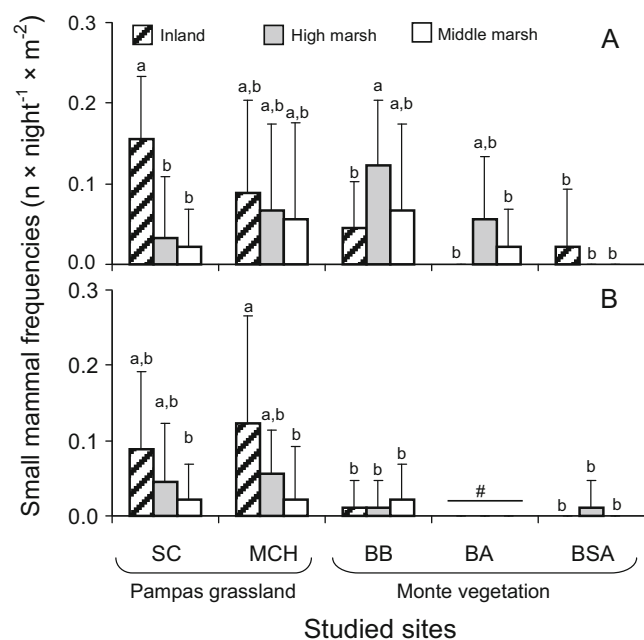 0.3
Inland High marsh Middle marsh
A
a
a,b
a
0.2
a,b a,b
a,b
a,b
b
b
b
b
0.1
b
b
b b
0.0
0.3
B
a
a,b
0.2
a,b
a,b
b
b
b
0.1
b b
b
b b
#
0.0
SC MCH BB BA BSA
Pampas grassland Monte vegetation
Studied sites
Small mammal frequencies (n × night⁻¹ × m⁻²)